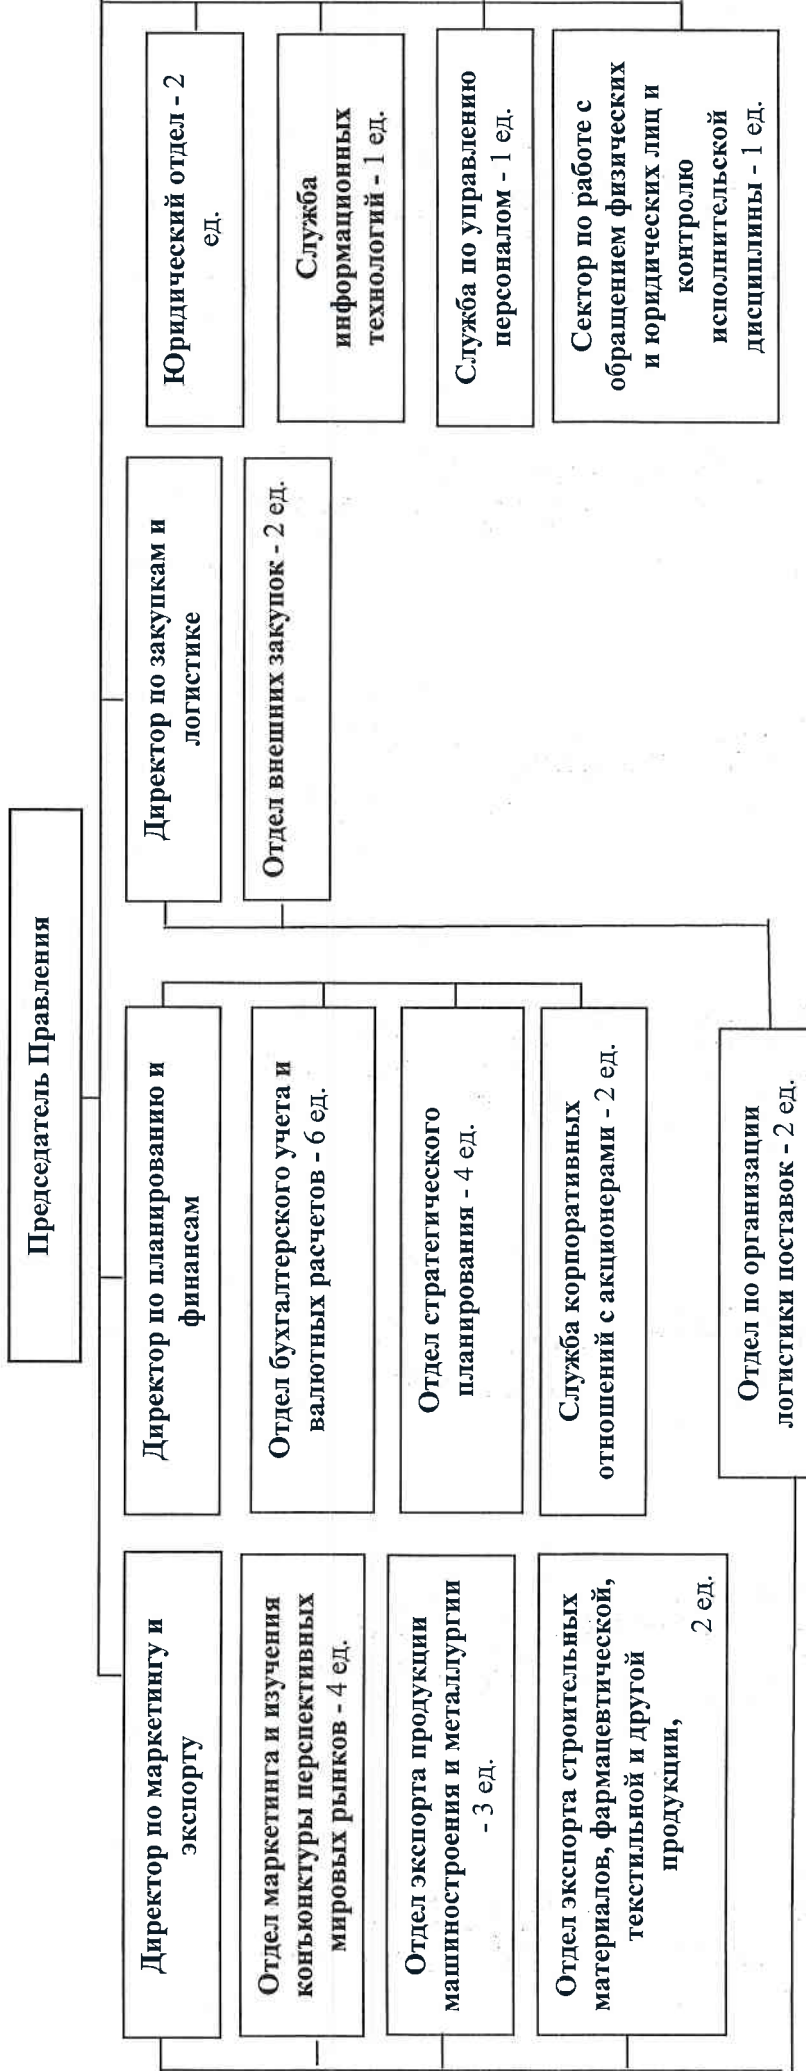 Председатель Правления
Директор по маркетингу и
экспорту
Отдел маркетинга и изучения
конъюнктуры перспективных
мировых рынков - 4 ед.
Отдел экспорта продукции
машиностроения и металлургии
- 3 ед.
Отдел экспорта строительных
материалов, фармацевтической,
текстильной и другой
продукции,
2 ед.
Директор по планированию и
финансам
Отдел бухгалтерского учета и
валютных расчетов - 6 ед.
Отдел стратегического
планирования - 4 ед.
Служба корпоративных
отношений с акционерами - 2 ед.
Отдел по организации
логистики поставок - 2 ед.
Директор по закупкам и
логистике
Отдел внешних закупок - 2 ед.
Юридический отдел - 2
ед.
Служба
информационных
технологий - 1 ед.
Служба по управлению
персоналом - 1 ед.
Сектор по работе с
обращением физических
и юридических лиц и
контролю
исполнительской
дисциплины - 1 ед.